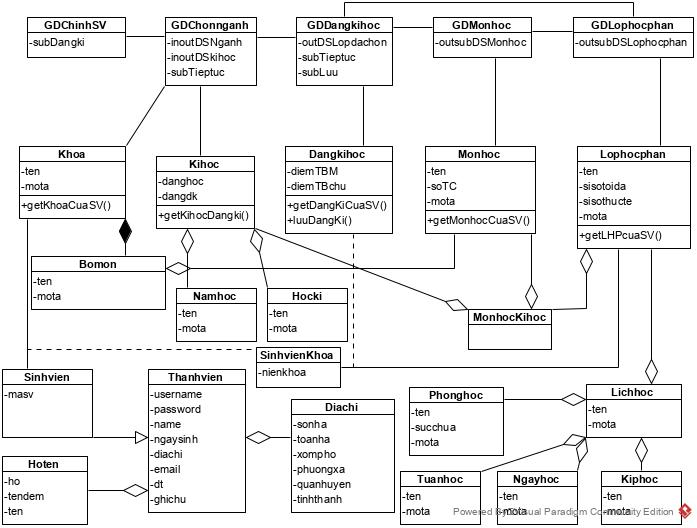 GDChinhSV
-subDangki
GDChonnganh
-inoutDSNganh
-inoutDSkihoc
-subTieptuc
GDDangkihoc
-outDSLopdachon
-subTieptuc
-subLuu
GDMonhoc
-outsubDSMonhoc
GDLophocphan
-outsubDSLophocphan
Khoa
-ten
-mota
+getKhoaCuaSV()
Kihoc
-danghoc
-dangdk
+getKihocDangki()
Dangkihoc
-diemTBM
-diemTBchu
+getDangKiCuaSV()
+luuDangKi()
Monhoc
-ten
-soTC
-mota
+getMonhocCuaSV()
Lophocphan
-ten
-sisotoida
-sisothucte
-mota
+getLHPcuaSV()
Bomon
-ten
-mota
Namhoc
-ten
-mota
Hocki
-ten
-mota
MonhocKihoc
SinhvienKhoa
-nienkhoa
Sinhvien
-masv
Thanhvien
-username
-password
-name
-ngaysinh
-diachi
-email
-dt
-ghichu
Diachi
-sonha
-toanha
-xompho
-phuongxa
-quanhuyen
-tinhthanh
Phonghoc
-ten
-succhua
-mota
Lichhoc
-ten
-mota
Hoten
-ho
-tendem
-ten
Tuanhoc
-ten
-mota
Ngayhoc
-ten
-mota
Kiphoc
-ten
-mota
Powered By Visual Paradigm Community Edition